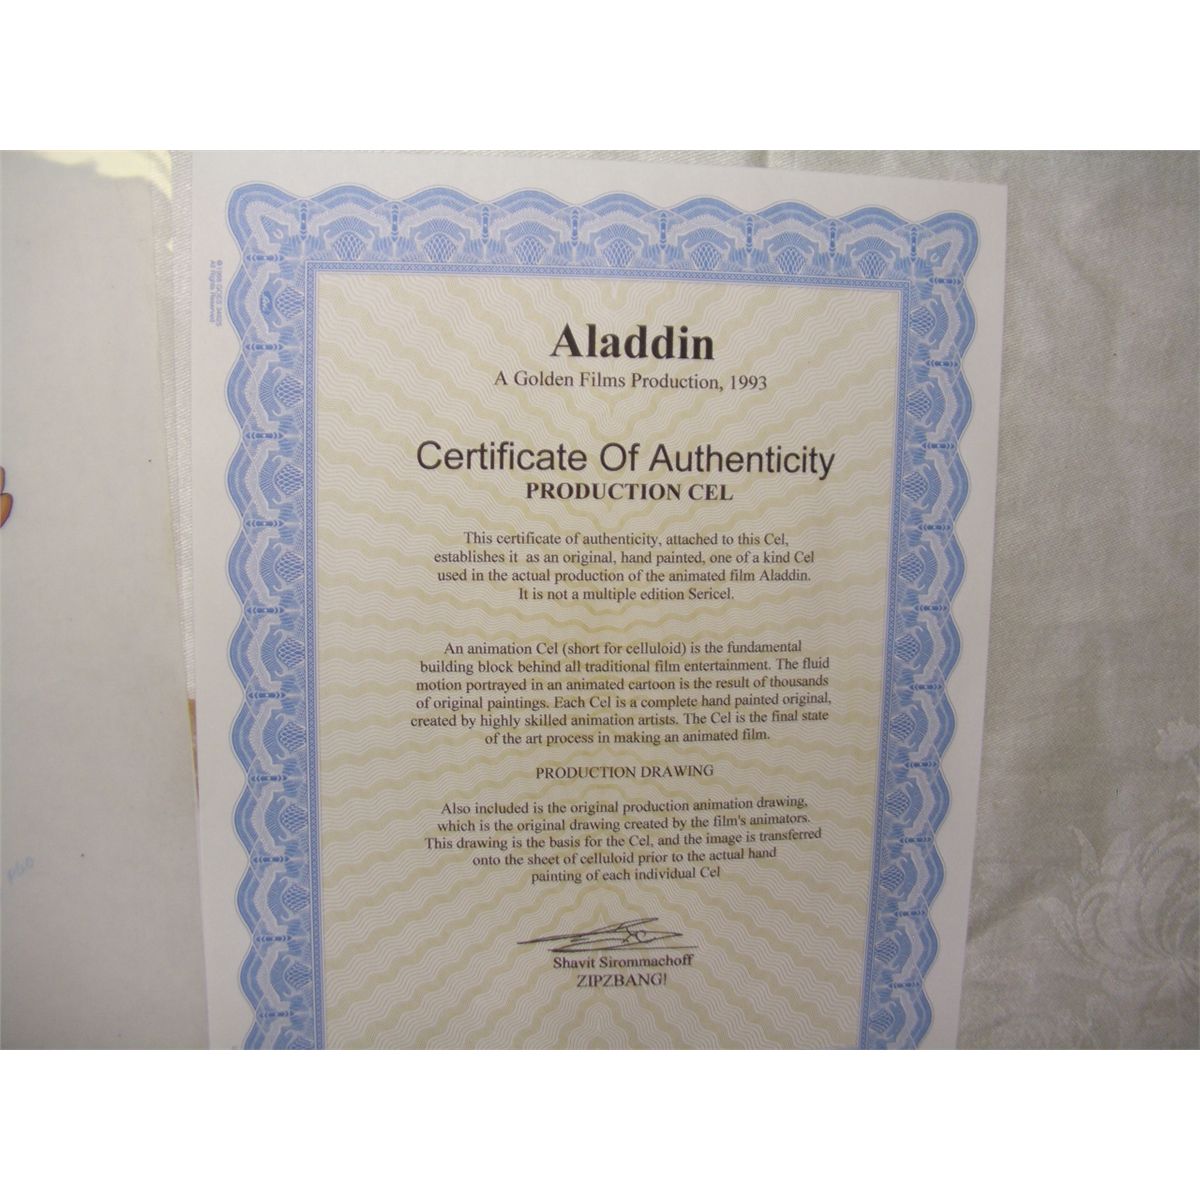 Aladdin
A Golden Films Production, 1993
Certificate Of Authenticity
PRODUCTION CEL
This certificate of authenticity, attached to this Cel,
establishes it as an original, hand painted, one of a kind Cel
used in the actual production of the animated film Aladdin.
It is not a multiple edition Sericel.
An animation Cel (short for celluloid) is the fundamental
building block behind all traditional film entertainment. The fluid
motion portrayed in an animated cartoon is the result of thousands
of original paintings. Each Cel is a complete hand painted original,
created by highly skilled animation artists. The Cel is the final state
of the art process in making an animated film.
PRODUCTION DRAWING
Also included is the original production animation drawing,
which is the original drawing created by the film's animators.
This drawing is the basis for the Cel, and the image is transferred
onto the sheet of celluloid prior to the actual hand
painting of each individual Cel
Shavit Sirommachoff
ZIPZBANG!
All Rights Reserved